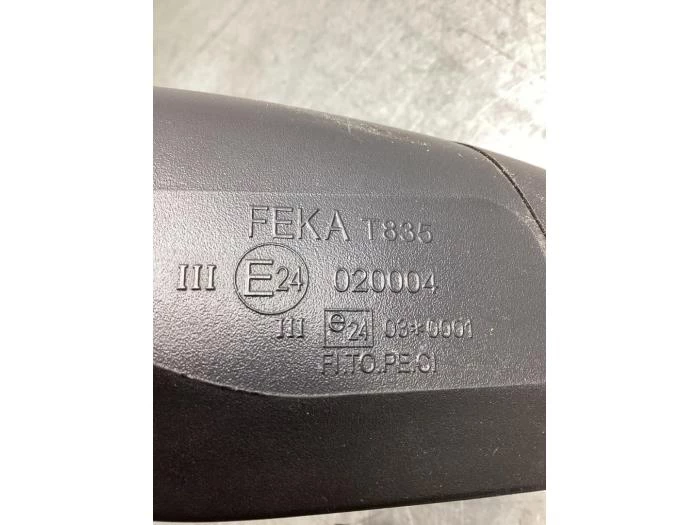 FEKA T835
III E24 020004
III e24 03*0001
FI.TO.PE.CI